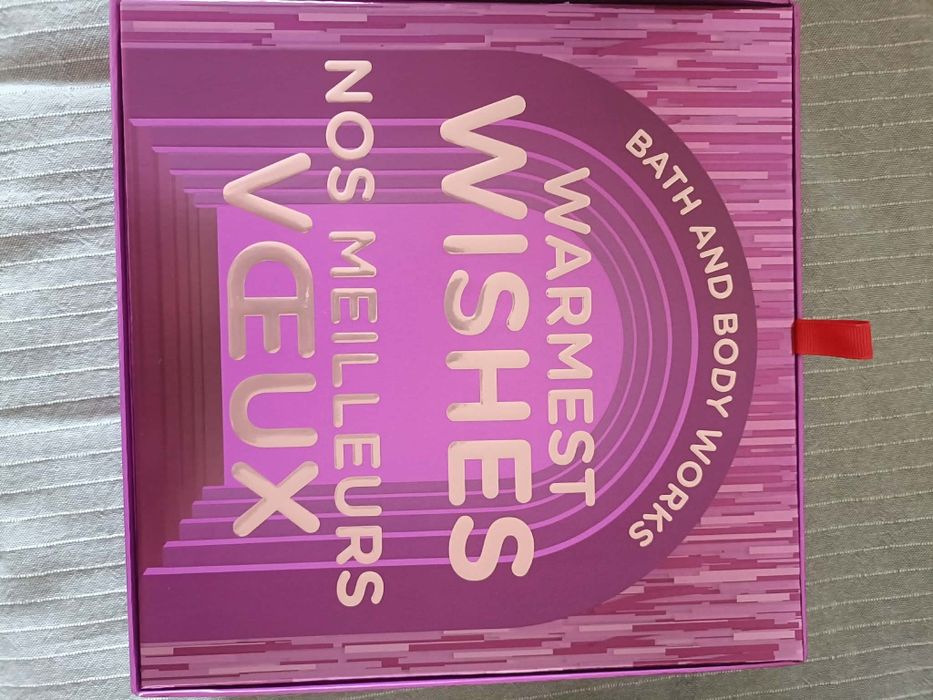 BATH AND BODY WORKS
WARMEST
WISHES
NOS MEILLEURS
VŒUX